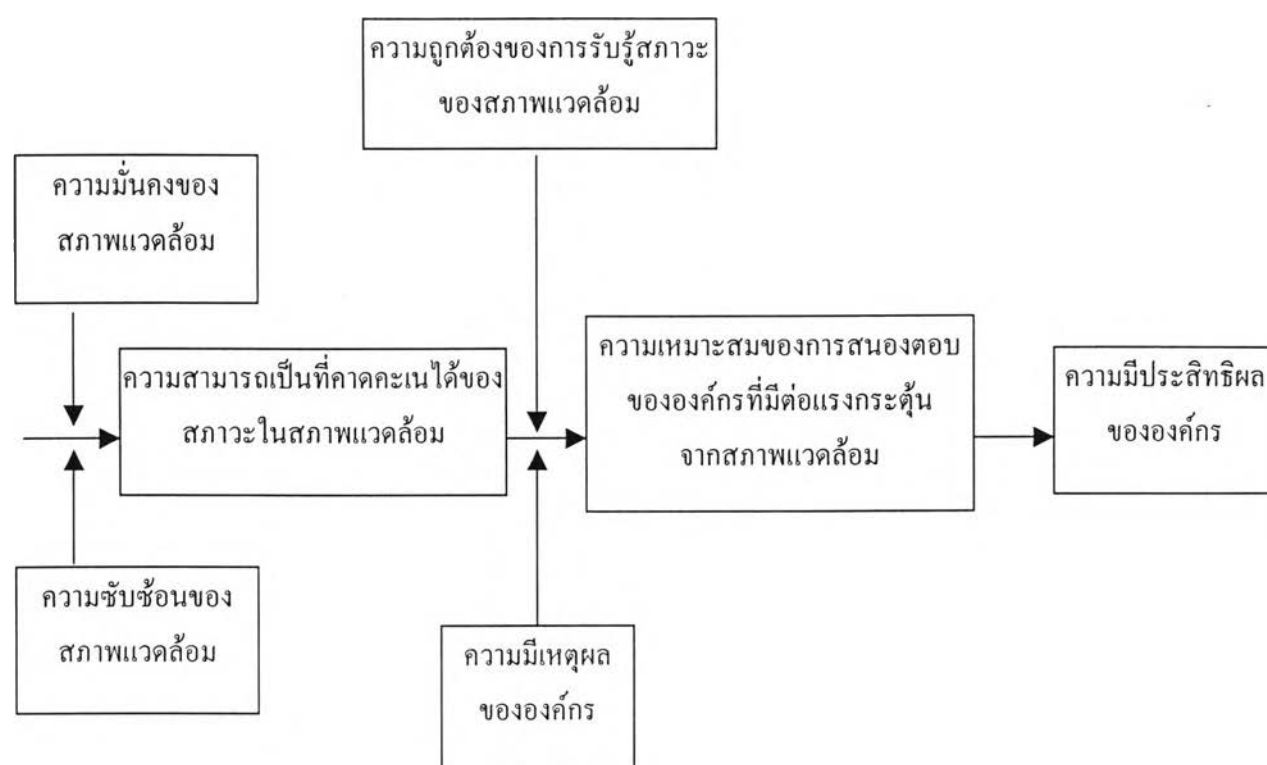 ความถูกต้องของการรับรู้สภาวะ
ของสภาพแวดล้อม
ความมั่นคงของ
สภาพแวดล้อม
ความสามารถเป็นที่คาดคะเนได้ของ
สภาวะในสภาพแวดล้อม
ความเหมาะสมของการสนองตอบ
ขององค์กรที่มีต่อแรงกระตุ้น
จากสภาพแวดล้อม
ความมีประสิทธิผล
ขององค์กร
ความซับซ้อนของ
สภาพแวดล้อม
ความมีเหตุผล
ขององค์กร